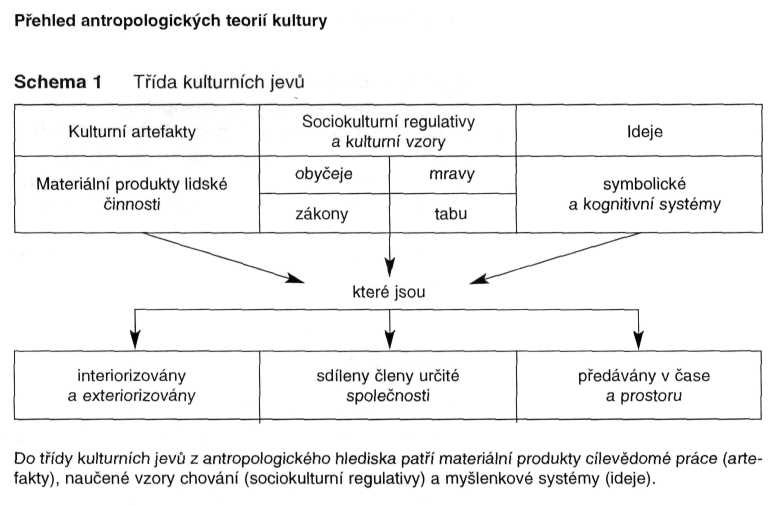 Přehled antropologických teorií kultury
Schema 1 Třída kulturních jevů
Kulturní artefakty
Sociokulturní regulativy
a kulturní vzory
Ideje
Materiální produkty lidské
činnosti
obyčeje
mravy
zákony
tabu
symbolické
a kognitivní systémy
které jsou
interiorizovány
a exteriorizovány
sdíleny členy určité
společnosti
předávány v čase
a prostoru
Do třídy kulturních jevů z antropologického hlediska patří materiální produkty cílevědomé práce (arte-
fakty), naučené vzory chování (sociokulturní regulativy) a myšlenkové systémy (ideje).